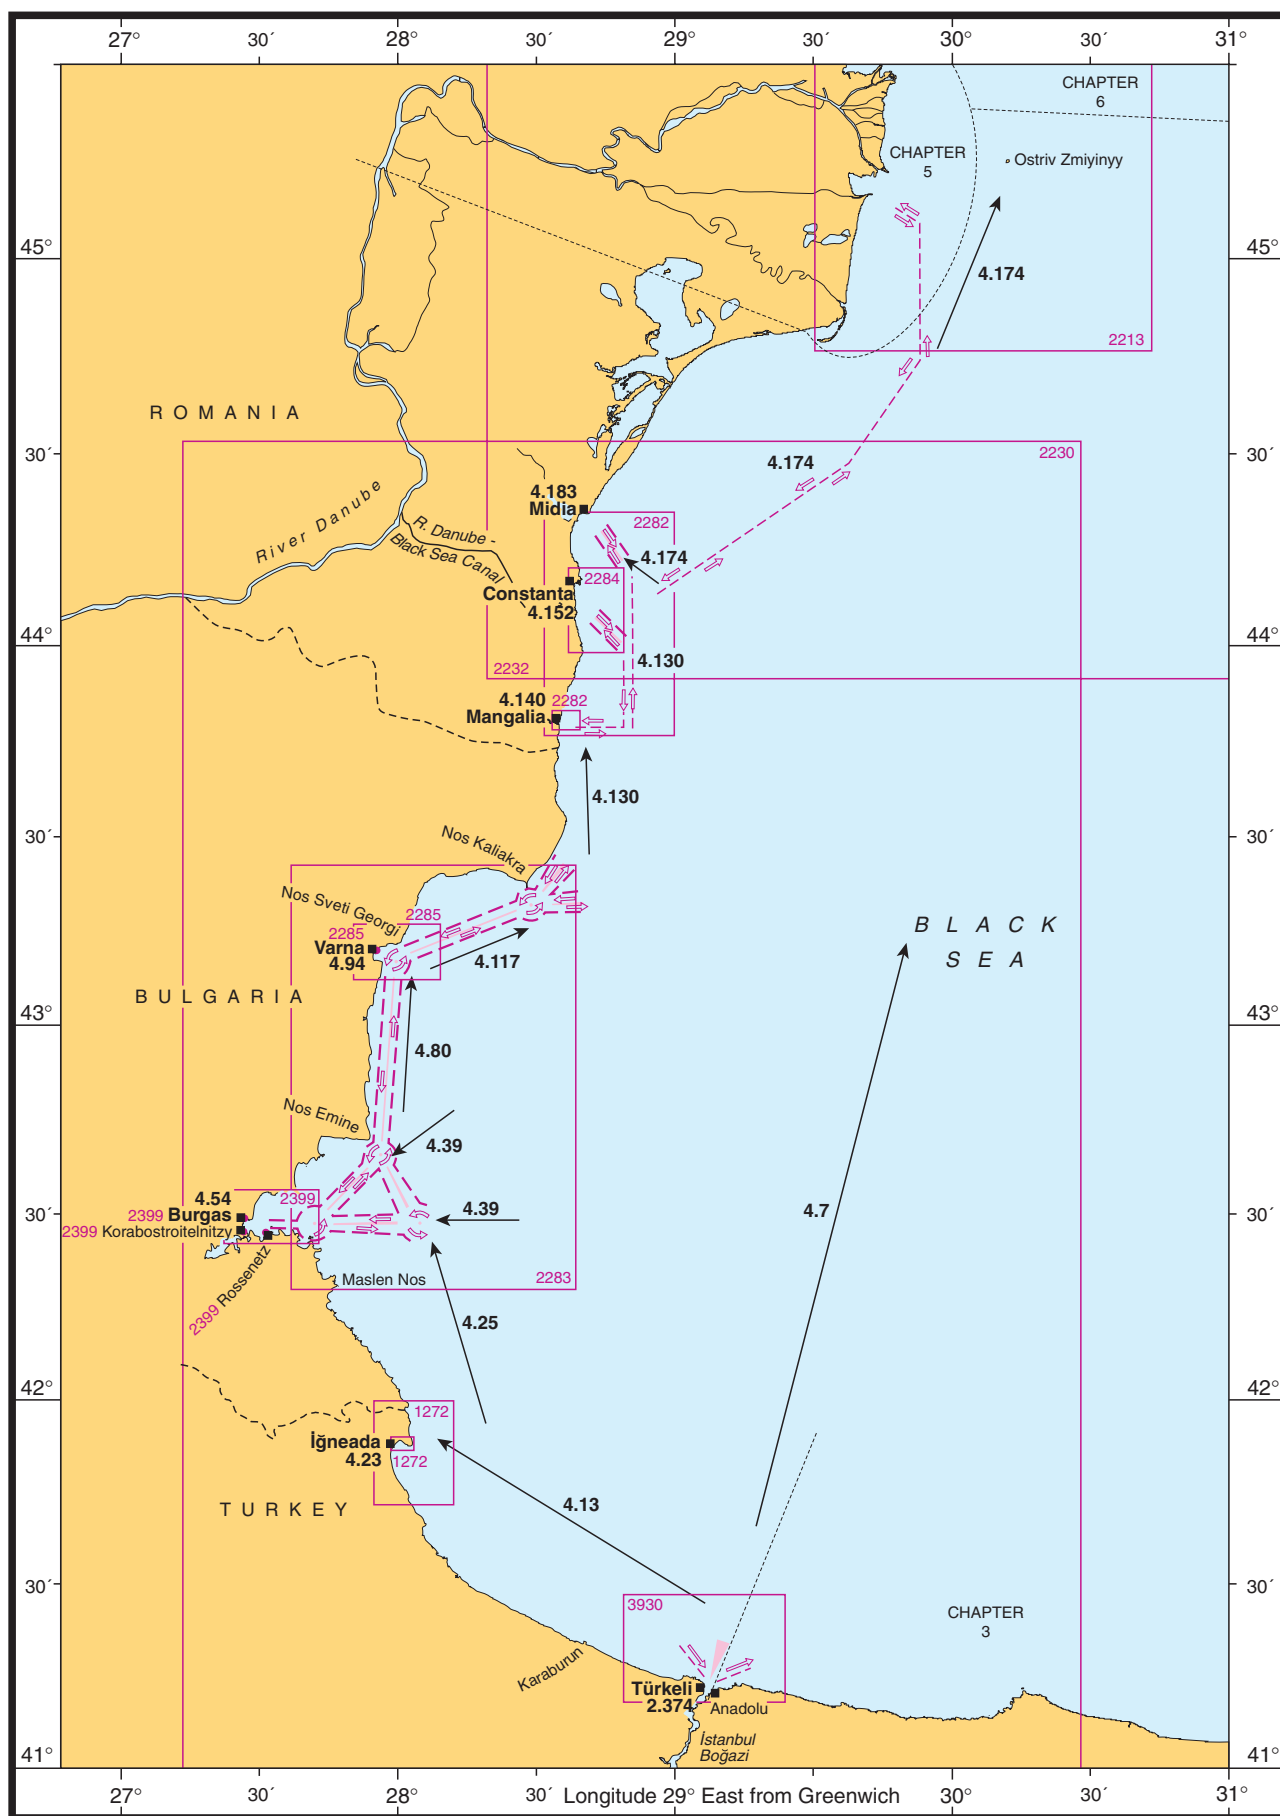 27° 30´ 28° 30´ 29° 30´ 30° 30´ 31°
CHAPTER
6
CHAPTER
5
Ostriv Zmiyinyy
45° 45°
4.174
2213
R O M A N I A
30´ 30´
2230
4.174
4.183
Midia
River Danube
R. Danube -
Black Sea Canal
2282
4.174
2284
Constanta
4.152
44° 44°
4.130
2232
4.140
2282
Mangalia
4.130
30´ 30´
Nos Kaliakra
Nos Sveti Georgi
2285
2285
Varna
4.94
4.117
B L A C K
S E A
B U L G A R I A
43° 43°
4.80
Nos Emine
4.39
4.54
2399
2399 Burgas
4.39
30´ 30´
2399 Korabostroitelnitzy
4.7
2399 Rossenetz
Maslen Nos
2283
4.25
42° 42°
1272
İğneada
4.23
1272
4.13
T U R K E Y
30´ 30´
3930
CHAPTER
3
Karaburun
Türkeli
2.374
Anadolu
İstanbul
Boğazi
41° 41°
27° 30´ 28° 30´ 29° 30´ 30° 30´ 31°
Longitude East from Greenwich